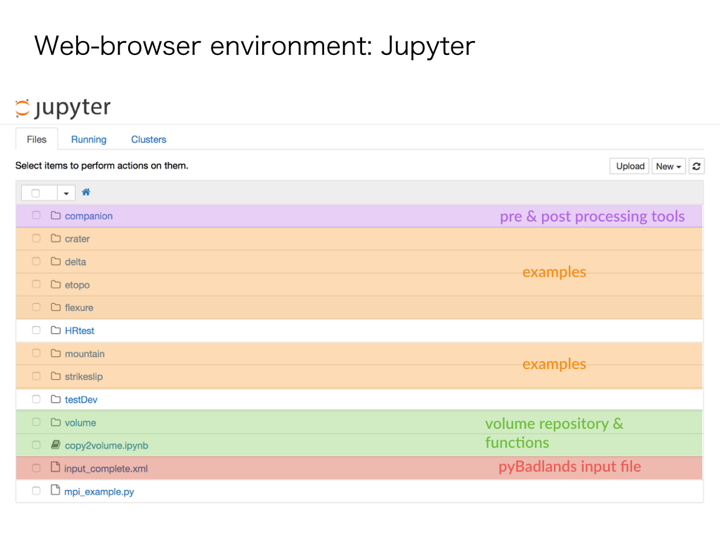 Web-browser environment: Jupyter
jupyter
Files Running Clusters
Select items to perform actions on them. Upload New
companion pre & post processing tools
crater
delta
examples
etopo
flexure
HRtest
mountain
examples
strikeslip
testDev
volume volume repository &
copy2volume.ipynb functions
input_complete.xml pyBadlands input file
mpi_example.py